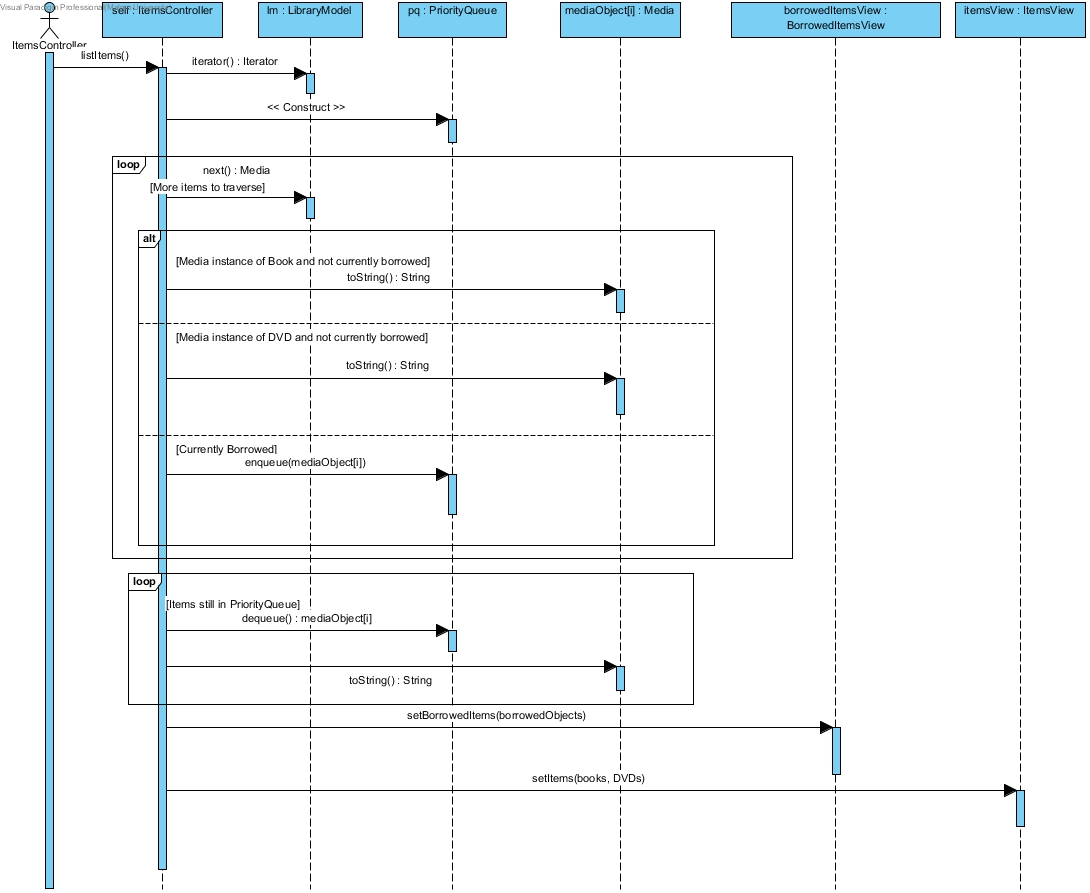 Visual Paradigm Professional
self : ItemsController
lm : LibraryModel
pq : PriorityQueue
mediaObject[i] : Media
borrowedItemsView :
BorrowedItemsView
itemsView : ItemsView
ItemsController
listItems()
iterator() : Iterator
<< Construct >>
loop
next() : Media
[More items to traverse]
alt
[Media instance of Book and not currently borrowed]
toString() : String
[Media instance of DVD and not currently borrowed]
toString() : String
[Currently Borrowed]
enqueue(mediaObject[i])
loop
[Items still in PriorityQueue]
dequeue() : mediaObject[i]
toString() : String
setBorrowedItems(borrowedObjects)
setItems(books, DVDs)